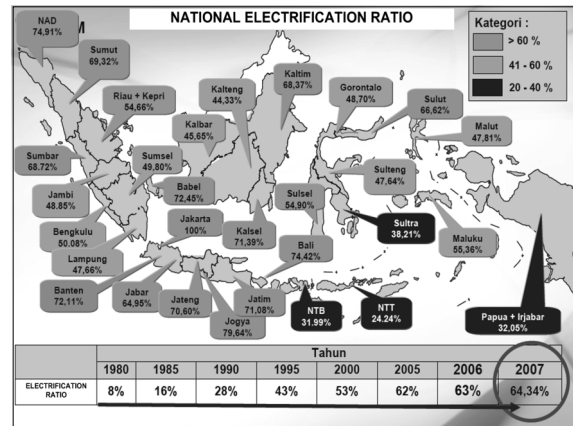 NATIONAL ELECTRIFICATION RATIO
Kategori :
> 60 %
41 - 60 %
20 - 40 %
NAD
74,91%
M
Sumut
69,32%
Riau + Kepri
54,66%
Kalteng
44,33%
Kaltim
68,37%
Gorontalo
48,70%
Sulut
66,62%
Kalbar
45,65%
Malut
47,81%
Sumbar
68.72%
Sumsel
49,80%
Sulteng
47,64%
Jambi
48.85%
Babel
72,45%
Sulsel
54,90%
Sultra
38,21%
Bengkulu
50.08%
Jakarta
100%
Kalsel
71,39%
Bali
74,42%
Maluku
55,36%
Lampung
47,66%
Banten
72,11%
Jabar
64,95%
Jateng
70,60%
Jatim
71,08%
Jogya
79,64%
NTB
31.99%
NTT
24.24%
Papua + Irjabar
32,05%
Tahun
1980 1985 1990 1995 2000 2005 2006 2007
ELECTRIFICATION
RATIO
8% 16% 28% 43% 53% 62% 63% 64,34%